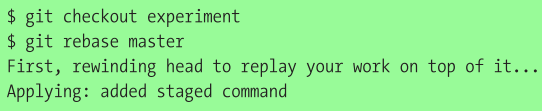 $ git checkout experiment
$ git rebase master
First, rewinding head to replay your work on top of it...
Applying: added staged command